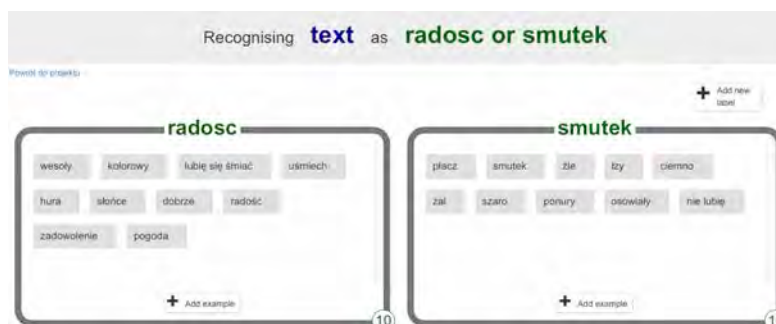 Recognising text as radosc or smutek
Powrót do projektu
Add new label
radosc
wesoły kolorowy lubię się śmiać uśmiech
hura słońce dobrze radość
zadowolenie pogoda
Add example
10
smutek
płacz smutek źle łzy ciemno
żal szaro ponury osowiały nie lubię
Add example